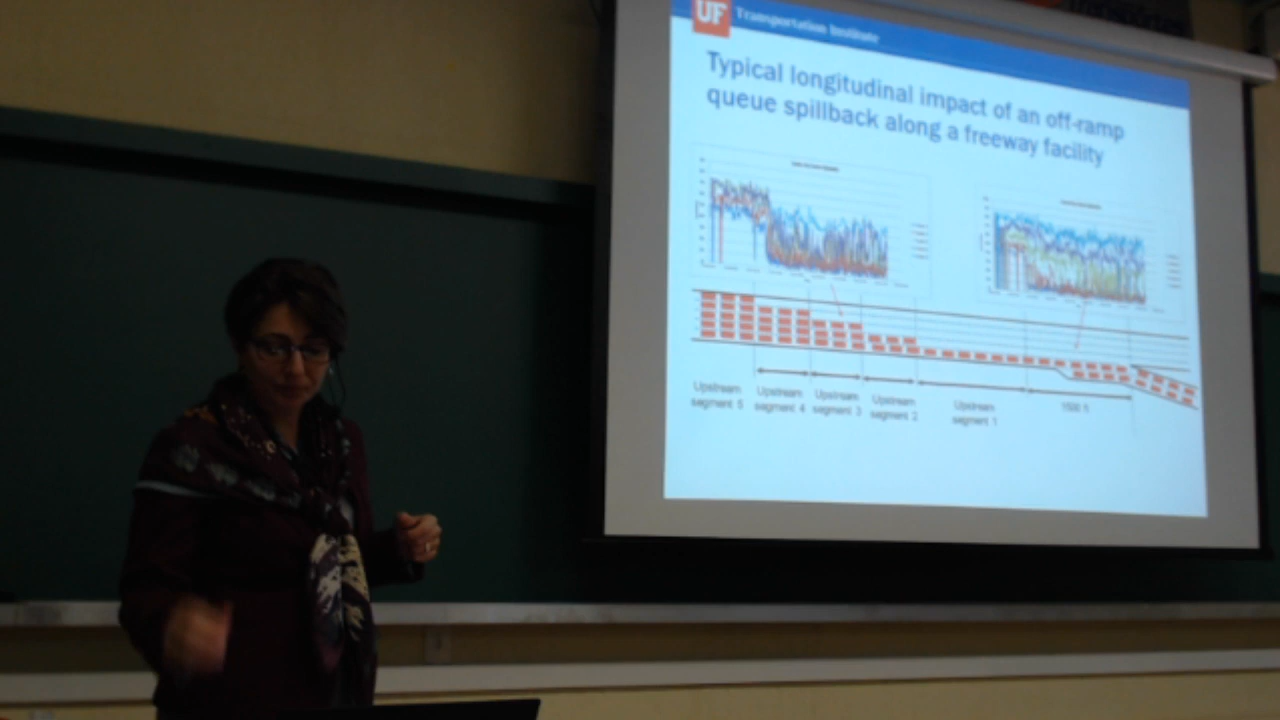 UF Transportation Institute
Typical longitudinal impact of an off-ramp
queue spillback along a freeway facility
Upstream segment 5
Upstream segment 4
Upstream segment 3
Upstream segment 2
Upstream segment 1
1500 ft